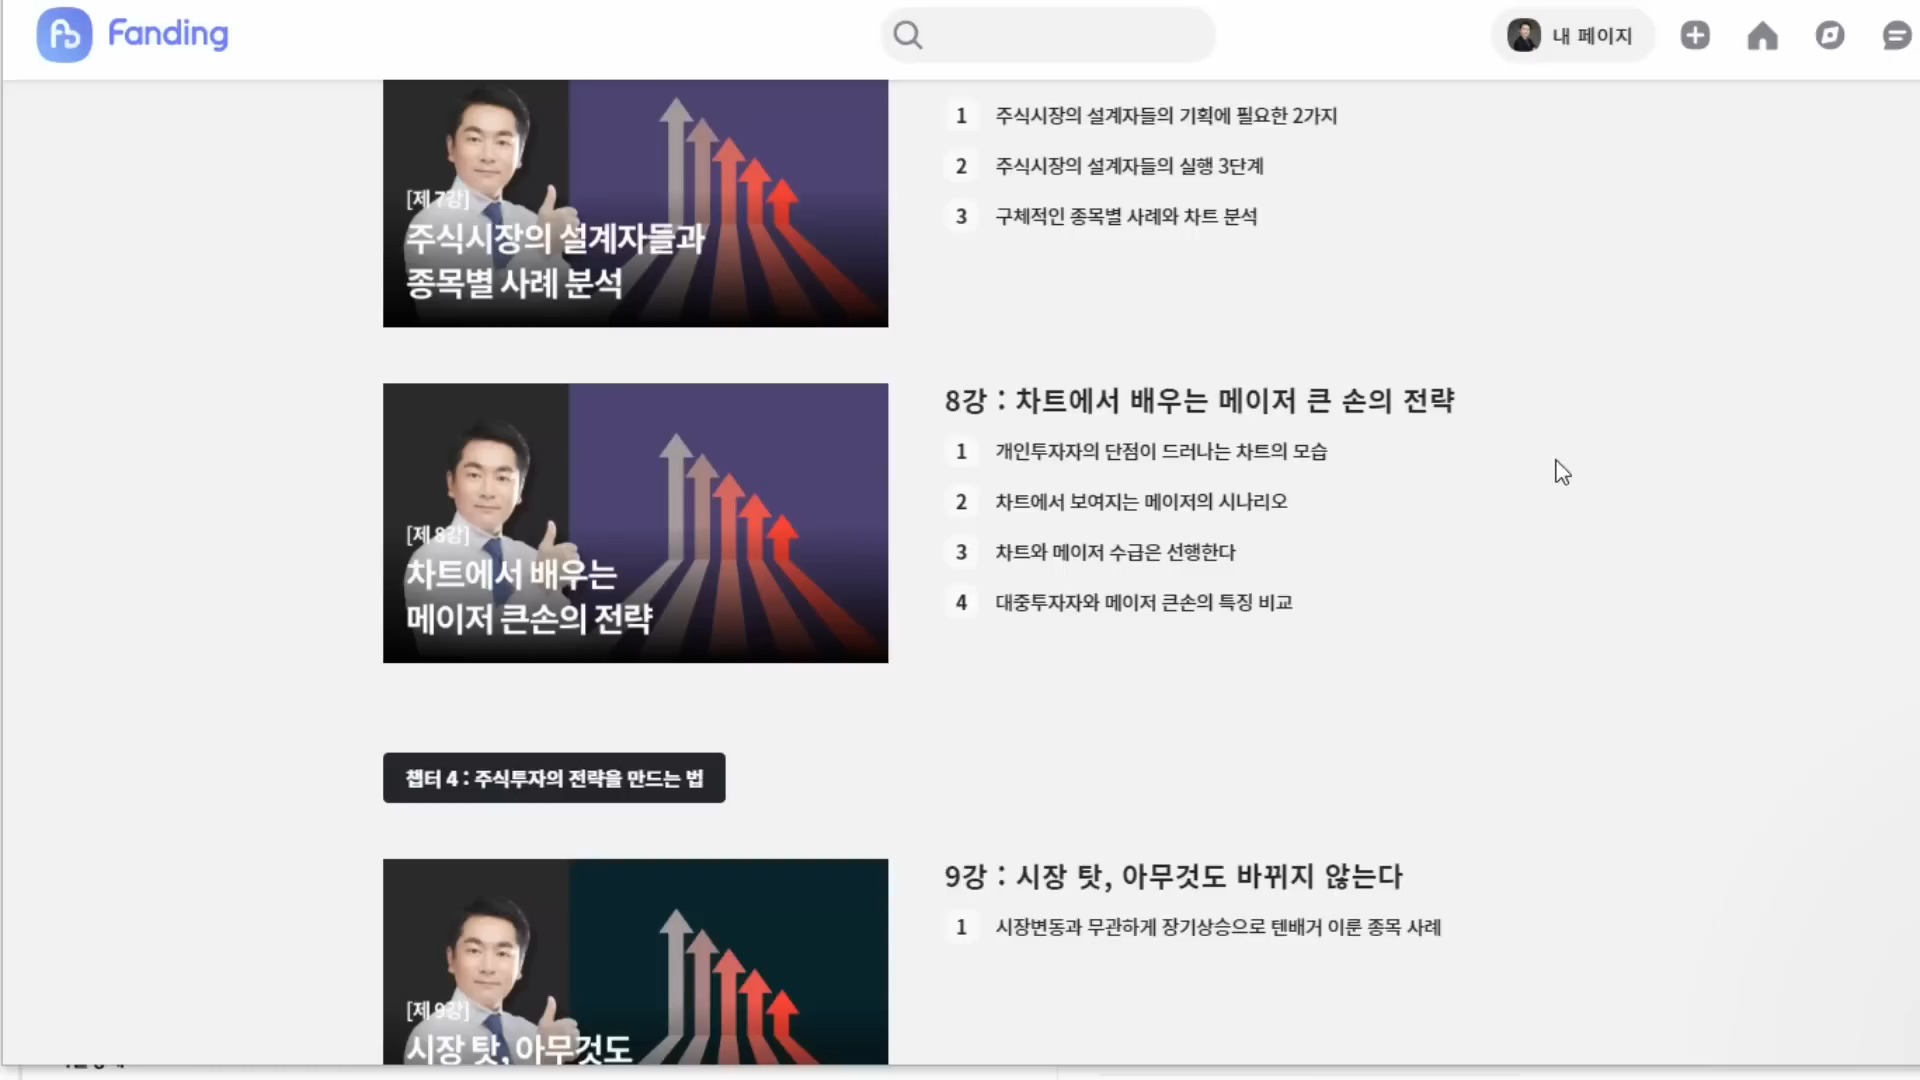 Fanding
내 페이지
[제 7강]
주식시장의 설계자들과
종목별 사례 분석
1 주식시장의 설계자들의 기획에 필요한 2가지
2 주식시장의 설계자들의 실행 3단계
3 구체적인 종목별 사례와 차트 분석
[제 8강]
차트에서 배우는
메이저 큰손의 전략
8강 : 차트에서 배우는 메이저 큰 손의 전략
1 개인투자자의 단점이 드러나는 차트의 모습
2 차트에서 보여지는 메이저의 시나리오
3 차트와 메이저 수급은 선행한다
4 대중투자자와 메이저 큰손의 특징 비교
챕터 4 : 주식투자의 전략을 만드는 법
[제 9강]
시장 탓, 아무것도
9강 : 시장 탓, 아무것도 바뀌지 않는다
1 시장변동과 무관하게 장기상승으로 텐배거 이룬 종목 사례